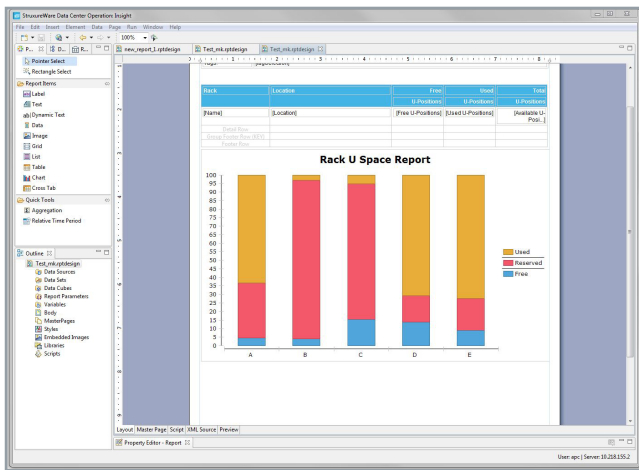 StruxureWare Data Center Operation Insight
File Edit Insert Element Data Page Run Window Help
100%
P... D... R... new_report_1.rptdesign Test_mk.rptdesign Test_mk.rptdesign
Pointer Select
Rectangle Select
Report Items
Label
Text
Dynamic Text
Data
Image
Grid
List
Table
Chart
Cross Tab
Quick Tools
Aggregation
Relative Time Period
Outline
Test_mk.rptdesign
Data Sources
Data Sets
Data Cubes
Report Parameters
Variables
Body
MasterPages
Styles
Embedded Images
Libraries
Scripts
Rack Location Free Used Total
U-Positions U-Positions U-Positions
[Name] [Location] [Free U-Positions] [Used U-Positions] [Available U-Posi...]
Detail Row
Footer Row
Rack U Space Report
100
95
90
85
80
75
70
65
60
55
50
45
40
35
30
25
20
15
10
5
0
A B C D E
Used
Reserved
Free
Layout Master Page Script XML Source Preview
Property Editor - Report
User: apc | Server: 10.218.155.2